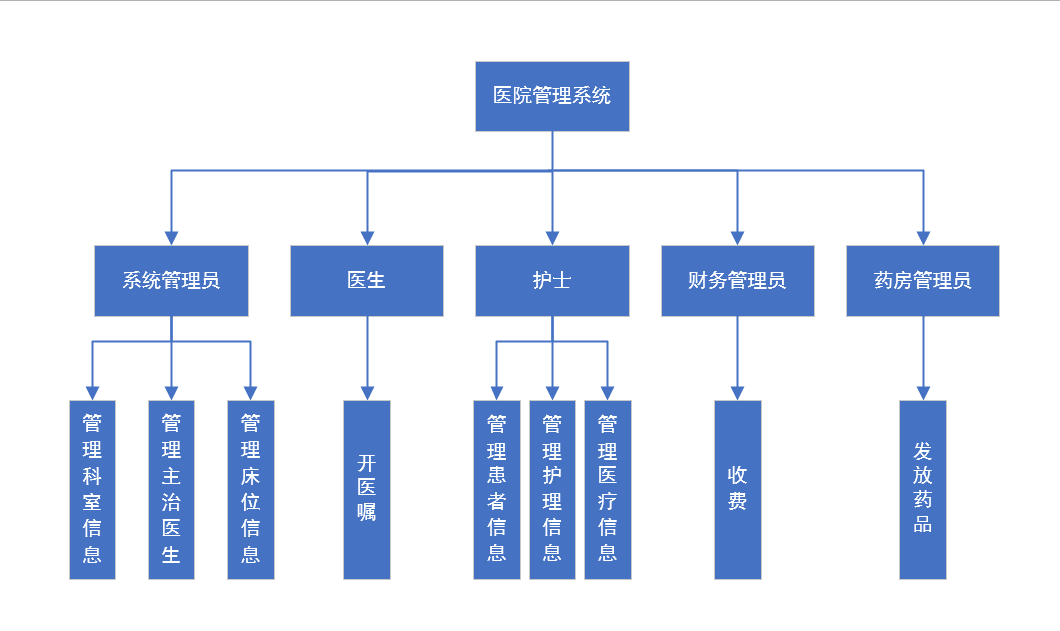 医院管理系统
系统管理员
医生
护士
财务管理员
药房管理员
管理科室信息
管理主治医生
管理床位信息
开医嘱
管理患者信息
管理护理信息
管理医疗信息
收费
发放药品